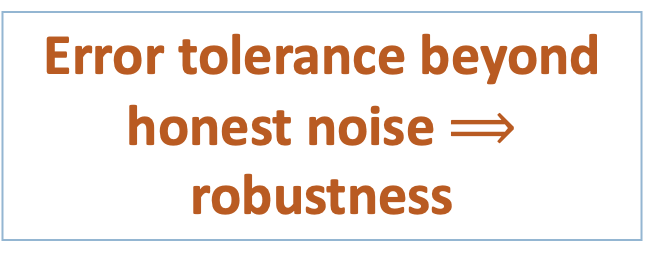 Error tolerance beyond
honest noise ⟹
robustness